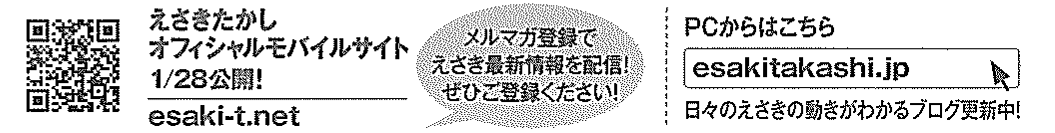 えさきたかし
オフィシャルモバイルサイト
1/28公開!
esaki-t.net
メルマガ登録で
えさき最新情報を配信!
ぜひご登録ください!
PCからはこちら
esakitakashi.jp
日々のえさきの動きがわかるブログ更新中!